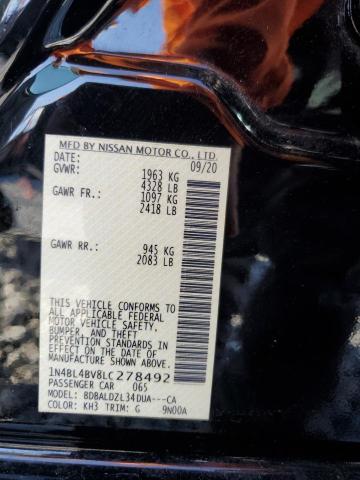 MFD BY NISSAN MOTOR CO., LTD.
DATE: 09/20
GVWR: 1963 KG
4328 LB
GAWR FR: 1097 KG
2418 LB
GAWR RR: 945 KG
2083 LB
THIS VEHICLE CONFORMS TO
ALL APPLICABLE FEDERAL
MOTOR VEHICLE SAFETY,
BUMPER, AND THEFT
PREVENTION STANDARDS IN
EFFECT ON THE DATE OF
MANUFACTURE SHOWN ABOVE.
1N4BL4BV8LC278492
PASSENGER CAR 065
MODEL: BDBALDZL34DUA---CA
COLOR: KH3 TRIM: G 9N00A